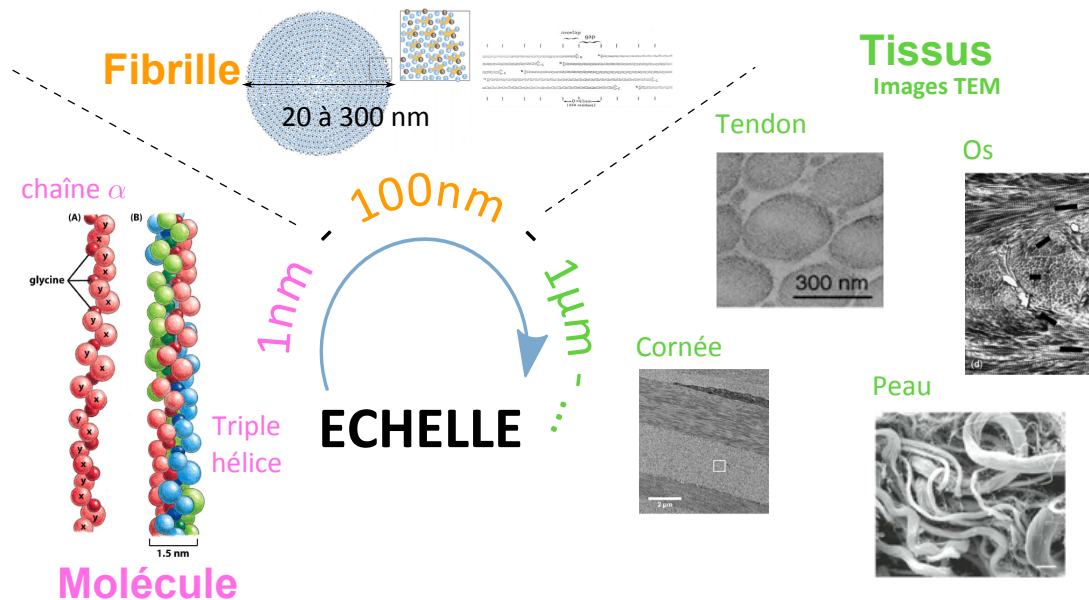 Fibrille
20 à 300 nm
overlap
gap
Tissus
Images TEM
Tendon
300 nm
Os
(d)
Cornée
2 µm
Peau
chaîne α
(A)
(B)
glycine
y
x
y
x
y
x
y
x
y
x
y
x
y
x
x
y
x
1.5 nm
Triple
hélice
Molécule
1nm
100nm
1µm
...
ECHELLE